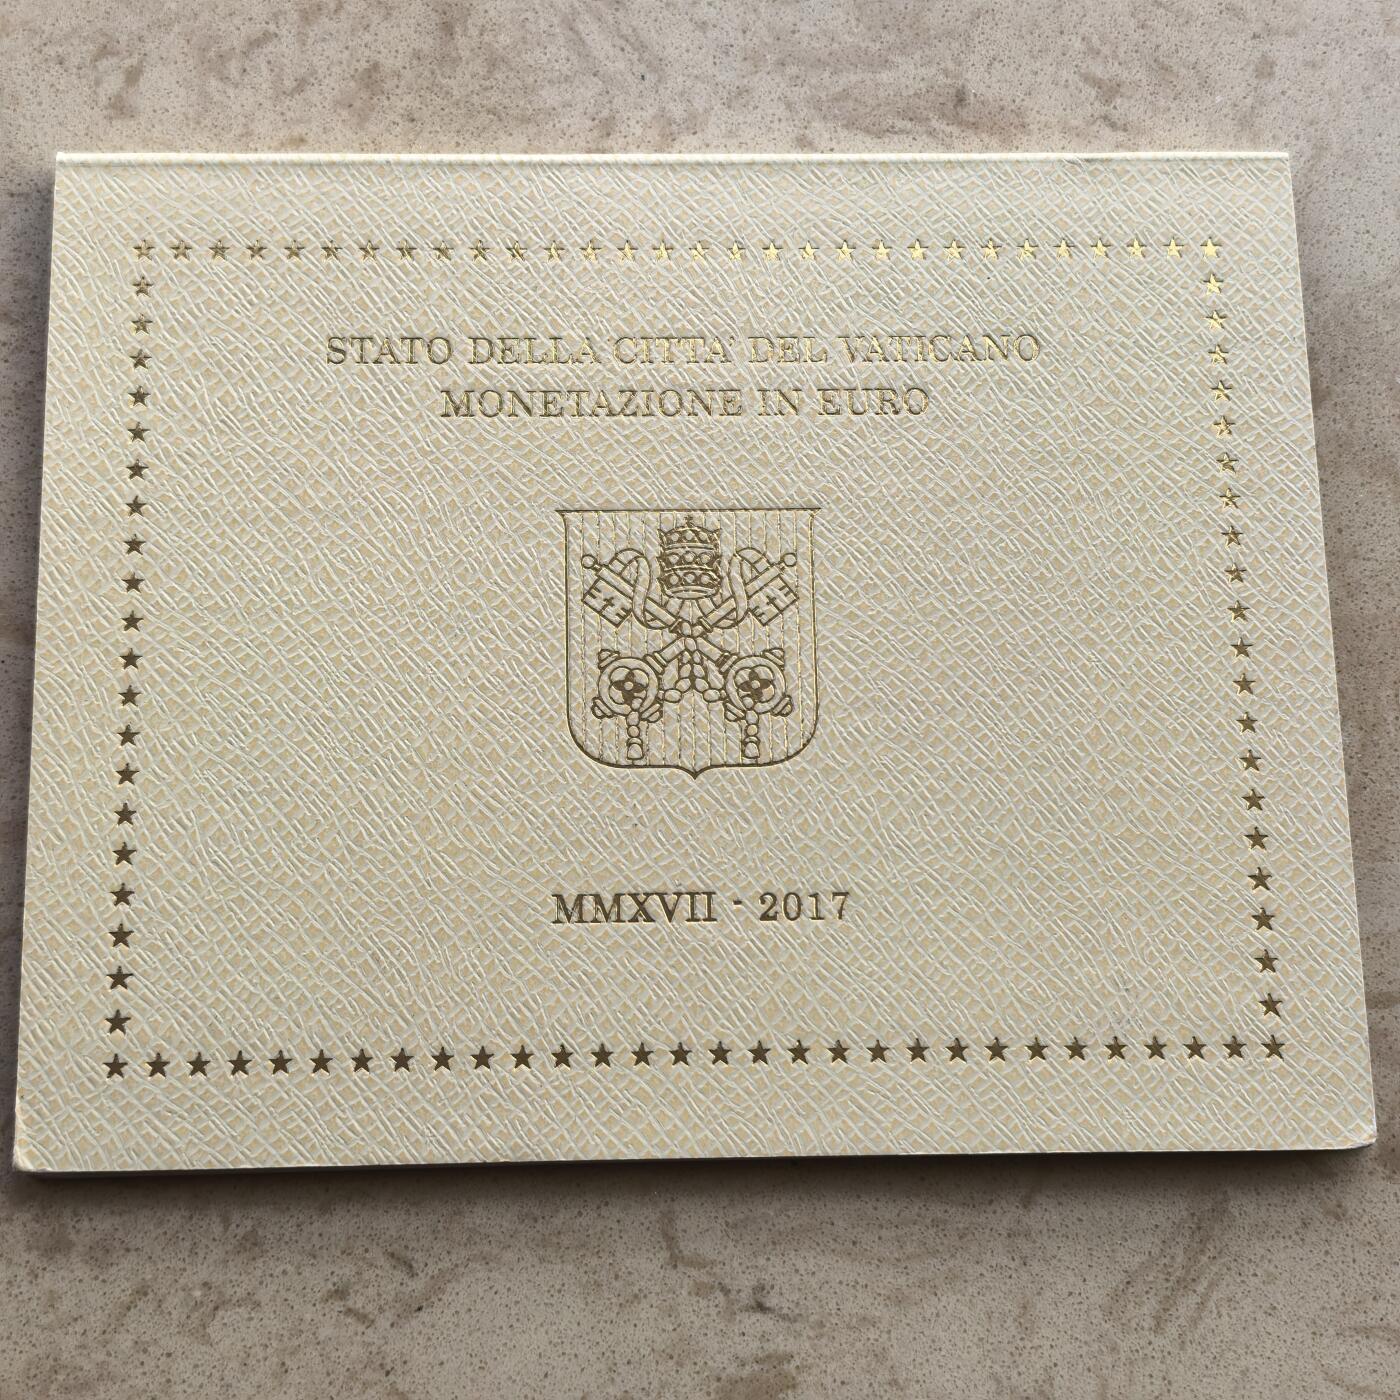 STATO DELLA CITTA' DEL VATICANO
MONETAZIONE IN EURO
MMXVII - 2017